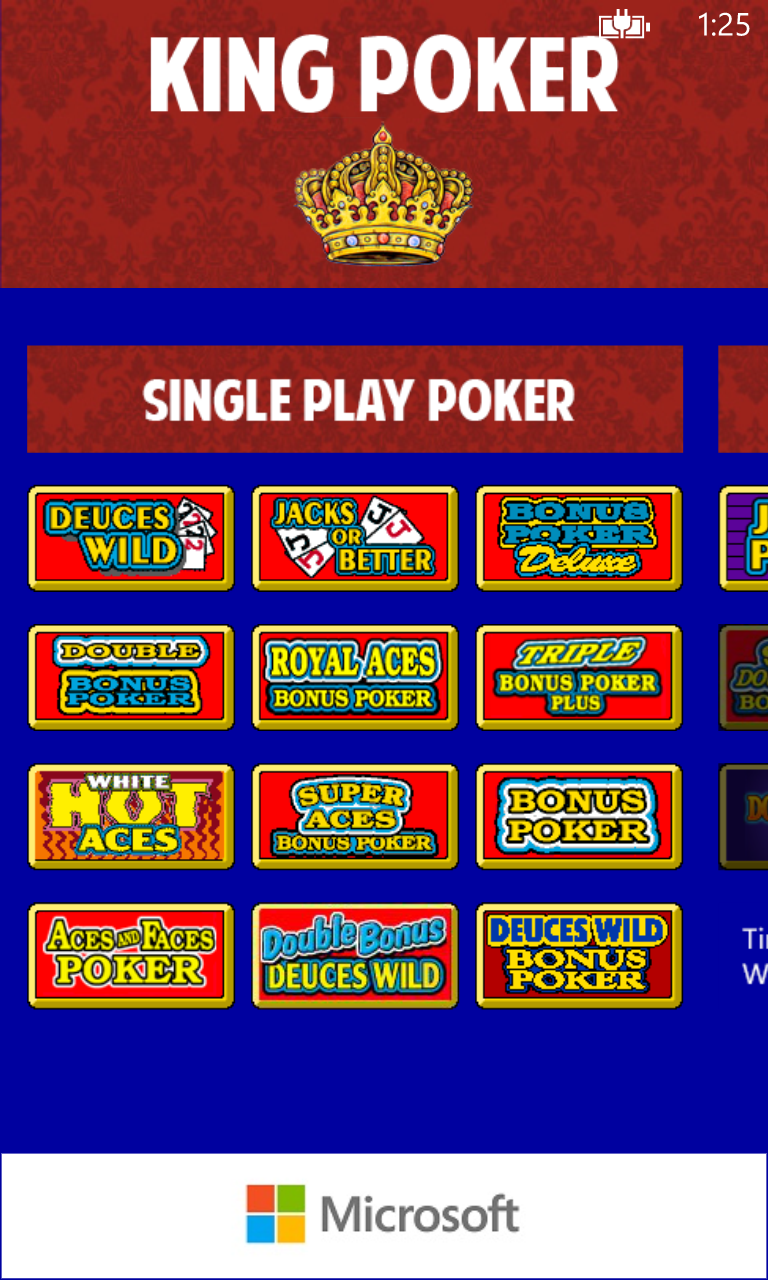 1:25
KING POKER
SINGLE PLAY POKER
DEUCES
WILD
JACKS
OR
BETTER
BONUS
POKER
Deluxe
DOUBLE
BONUS
POKER
ROYAL ACES
BONUS POKER
TRIPLE
BONUS POKER
PLUS
WHITE
HOT
ACES
SUPER
ACES
BONUS POKER
BONUS
POKER
ACES AND FACES
POKER
Double Bonus
DEUCES WILD
DEUCES WILD
BONUS
POKER
Microsoft